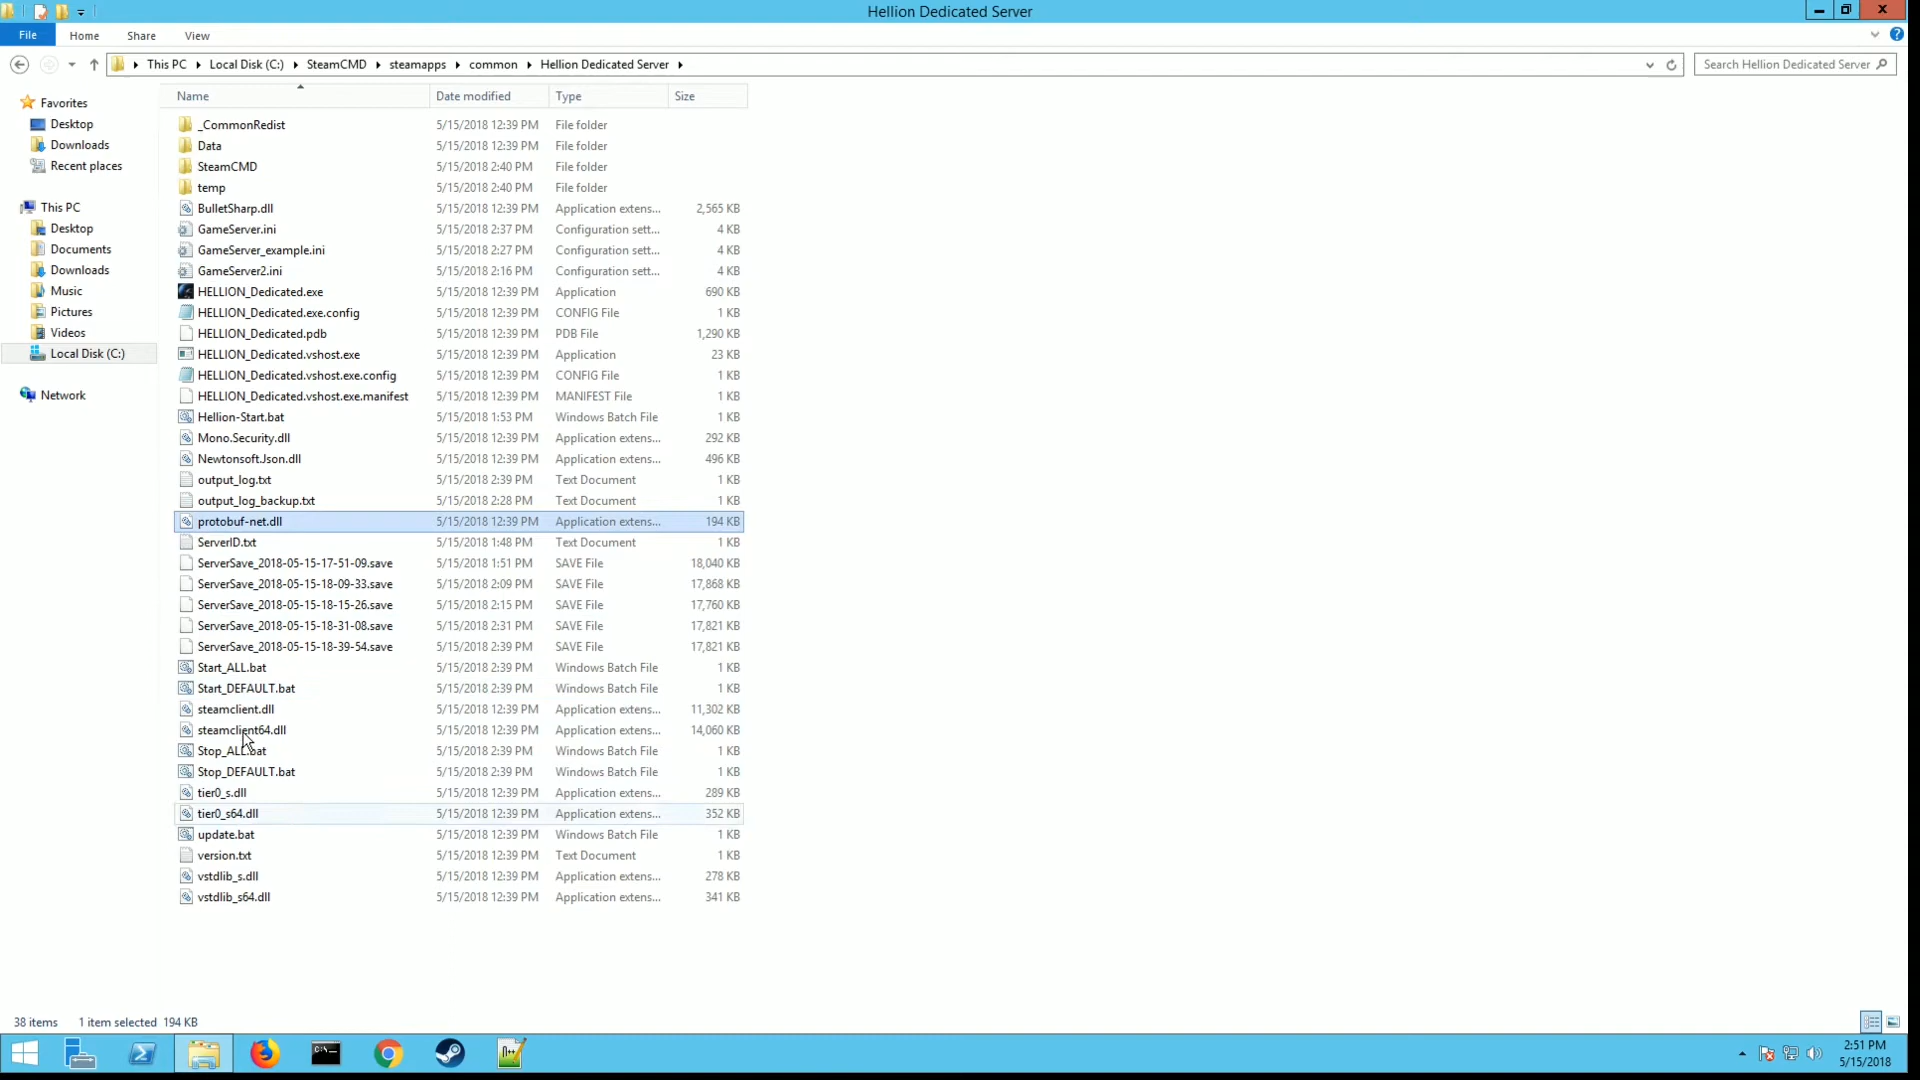 Hellion Dedicated Server
File Home Share View
This PC Local Disk (C:) SteamCMD steamapps common Hellion Dedicated Server
Search Hellion Dedicated Server
Favorites
Desktop
Downloads
Recent places
This PC
Desktop
Documents
Downloads
Music
Pictures
Videos
Local Disk (C:)
Network
Name Date modified Type Size
_CommonRedist 5/15/2018 12:39 PM File folder
Data 5/15/2018 12:39 PM File folder
SteamCMD 5/15/2018 2:40 PM File folder
temp 5/15/2018 2:40 PM File folder
BulletSharp.dll 5/15/2018 12:39 PM Application extens... 2,565 KB
GameServer.ini 5/15/2018 2:37 PM Configuration sett... 4 KB
GameServer_example.ini 5/15/2018 2:27 PM Configuration sett... 4 KB
GameServer2.ini 5/15/2018 2:16 PM Configuration sett... 4 KB
HELLION_Dedicated.exe 5/15/2018 12:39 PM Application 690 KB
HELLION_Dedicated.exe.config 5/15/2018 12:39 PM CONFIG File 1 KB
HELLION_Dedicated.pdb 5/15/2018 12:39 PM PDB File 1,290 KB
HELLION_Dedicated.vshost.exe 5/15/2018 12:39 PM Application 23 KB
HELLION_Dedicated.vshost.exe.config 5/15/2018 12:39 PM CONFIG File 1 KB
HELLION_Dedicated.vshost.exe.manifest 5/15/2018 12:39 PM MANIFEST File 1 KB
Hellion-Start.bat 5/15/2018 1:53 PM Windows Batch File 1 KB
Mono.Security.dll 5/15/2018 12:39 PM Application extens... 292 KB
Newtonsoft.Json.dll 5/15/2018 12:39 PM Application extens... 496 KB
output_log.txt 5/15/2018 2:39 PM Text Document 1 KB
output_log_backup.txt 5/15/2018 2:28 PM Text Document 1 KB
protobuf-net.dll 5/15/2018 12:39 PM Application extens... 194 KB
ServerID.txt 5/15/2018 1:48 PM Text Document 1 KB
ServerSave_2018-05-15-17-51-09.save 5/15/2018 1:51 PM SAVE File 18,040 KB
ServerSave_2018-05-15-18-09-33.save 5/15/2018 2:09 PM SAVE File 17,868 KB
ServerSave_2018-05-15-18-15-26.save 5/15/2018 2:15 PM SAVE File 17,760 KB
ServerSave_2018-05-15-18-31-08.save 5/15/2018 2:31 PM SAVE File 17,821 KB
ServerSave_2018-05-15-18-39-54.save 5/15/2018 2:39 PM SAVE File 17,821 KB
Start_ALL.bat 5/15/2018 2:39 PM Windows Batch File 1 KB
Start_DEFAULT.bat 5/15/2018 2:39 PM Windows Batch File 1 KB
steamclient.dll 5/15/2018 12:39 PM Application extens... 11,302 KB
steamclient64.dll 5/15/2018 12:39 PM Application extens... 14,060 KB
Stop_ALL.bat 5/15/2018 2:39 PM Windows Batch File 1 KB
Stop_DEFAULT.bat 5/15/2018 2:39 PM Windows Batch File 1 KB
tier0_s.dll 5/15/2018 12:39 PM Application extens... 289 KB
tier0_s64.dll 5/15/2018 12:39 PM Application extens... 352 KB
update.bat 5/15/2018 12:39 PM Windows Batch File 1 KB
version.txt 5/15/2018 12:39 PM Text Document 1 KB
vstdlib_s.dll 5/15/2018 12:39 PM Application extens... 278 KB
vstdlib_s64.dll 5/15/2018 12:39 PM Application extens... 341 KB
38 items 1 item selected 194 KB
2:51 PM
5/15/2018